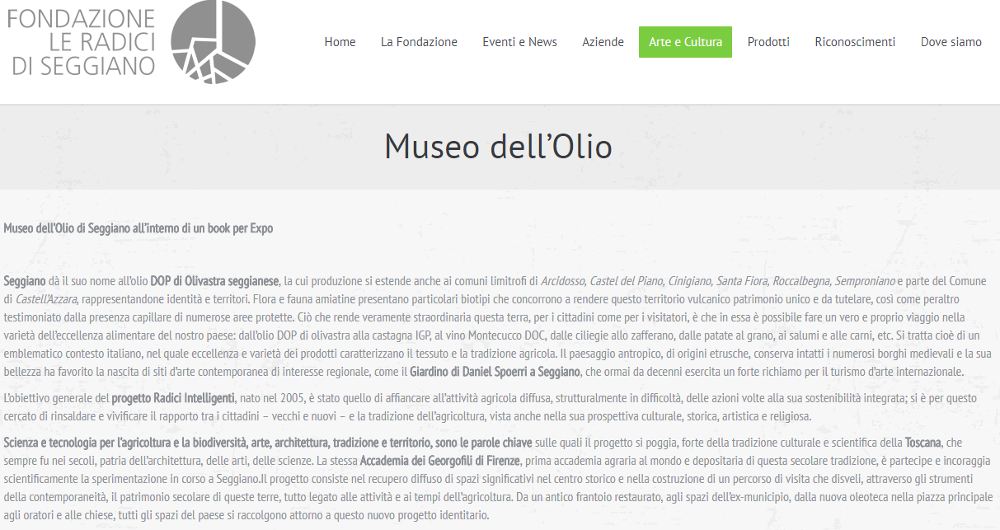 FONDAZIONE
LE RADICI
DI SEGGIANO
Home La Fondazione Eventi e News Aziende Arte e Cultura Prodotti Riconoscimenti Dove siamo
Museo dell’Olio
Museo dell’Olio di Seggiano all’interno di un book per Expo
Seggiano dà il suo nome all’olio DOP di Olivastra seggianese, la cui produzione si estende anche ai comuni limitrofi di Arcidosso, Castel del Piano, Cinigiano, Santa Fiora, Roccalbegna, Semproniano e parte del Comune
di Castell’Azzara, rappresentandone identità e territori. Flora e fauna amiatine presentano particolari biotipi che concorrono a rendere questo territorio vulcanico patrimonio unico e da tutelare, così come peraltro
testimoniato dalla presenza capillare di numerose aree protette. Ciò che rende veramente straordinaria questa terra, per i cittadini come per i visitatori, è che in essa è possibile fare un vero e proprio viaggio nella
varietà dell’eccellenza alimentare del nostro paese: dall’olio DOP di olivastra alla castagna IGP, al vino Montecucco DOC, dalle ciliegie allo zafferano, dalle patate al grano, ai salumi e alle carni, etc. Si tratta cioè di un
emblematico contesto italiano, nel quale eccellenza e varietà dei prodotti caratterizzano il tessuto e la tradizione agricola. Il paesaggio antropico, di origini etrusche, conserva intatti i numerosi borghi medievali e la sua
bellezza ha favorito la nascita di siti d’arte contemporanea di interesse regionale, come il Giardino di Daniel Spoerri a Seggiano, che ormai da decenni esercita un forte richiamo per il turismo d’arte internazionale.
L’obiettivo generale del progetto Radici Intelligenti, nato nel 2005, è stato quello di affiancare all’attività agricola diffusa, strutturalmente in difficoltà, delle azioni volte alla sua sostenibilità integrata; si è per questo
cercato di rinsaldare e vivificare il rapporto tra i cittadini – vecchi e nuovi – e la tradizione dell’agricoltura, vista anche nella sua prospettiva culturale, storica, artistica e religiosa.
Scienza e tecnologia per l’agricoltura e la biodiversità, arte, architettura, tradizione e territorio, sono le parole chiave sulle quali il progetto si poggia, forte della tradizione culturale e scientifica della Toscana, che
sempre fu nei secoli, patria dell’architettura, delle arti, delle scienze. La stessa Accademia dei Georgofili di Firenze, prima accademia agraria al mondo e depositaria di questa secolare tradizione, è partecipe e incoraggia
scientificamente la sperimentazione in corso a Seggiano.Il progetto consiste nel recupero diffuso di spazi significativi nel centro storico e nella costruzione di un percorso di visita che disveli, attraverso gli strumenti
della contemporaneità, il patrimonio secolare di queste terre, tutto legato alle attività e ai tempi dell’agricoltura. Da un antico frantoio restaurato, agli spazi dell’ex-municipio, dalla nuova oleoteca nella piazza principale
agli oratori e alle chiese, tutti gli spazi del paese si raccolgono attorno a questo nuovo progetto identitario.